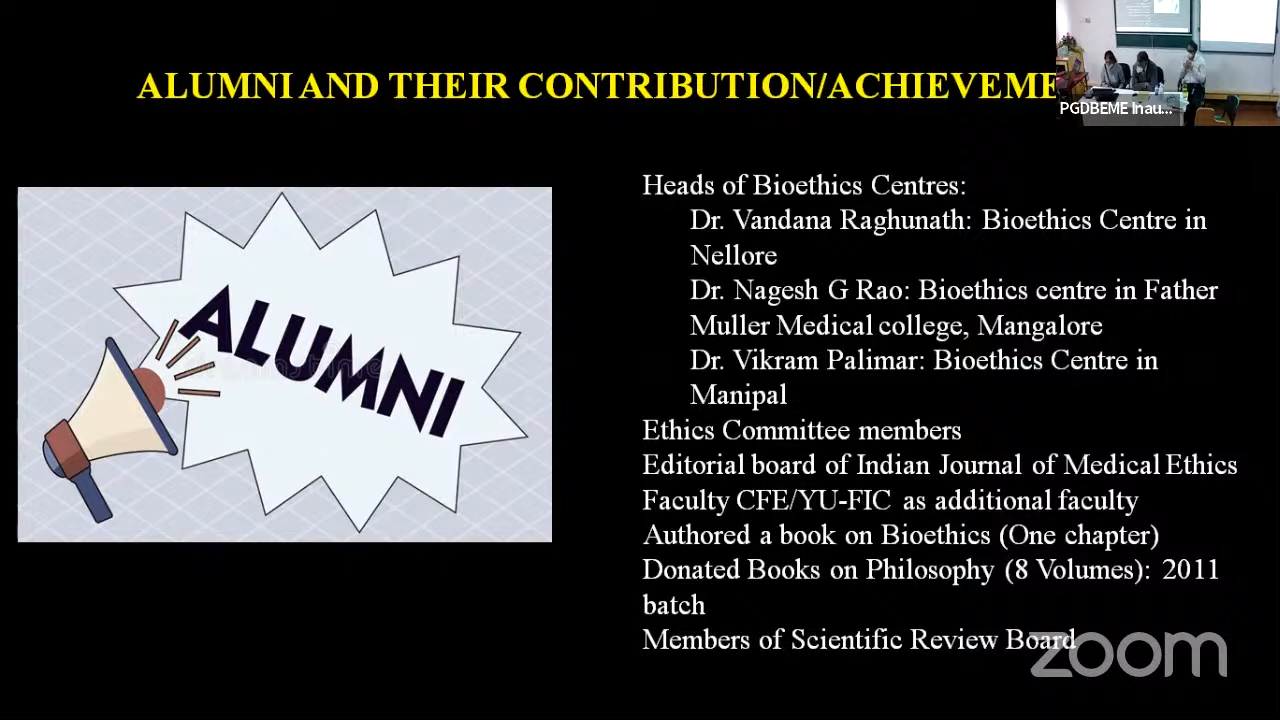 ALUMNI AND THEIR CONTRIBUTION/ACHIEVEME
PGDBEME Inau...
ALUMNI
Heads of Bioethics Centres:
Dr. Vandana Raghunath: Bioethics Centre in
Nellore
Dr. Nagesh G Rao: Bioethics centre in Father
Muller Medical college, Mangalore
Dr. Vikram Palimar: Bioethics Centre in
Manipal
Ethics Committee members
Editorial board of Indian Journal of Medical Ethics
Faculty CFE/YU-FIC as additional faculty
Authored a book on Bioethics (One chapter)
Donated Books on Philosophy (8 Volumes): 2011
batch
Members of Scientific Review Board
zoom